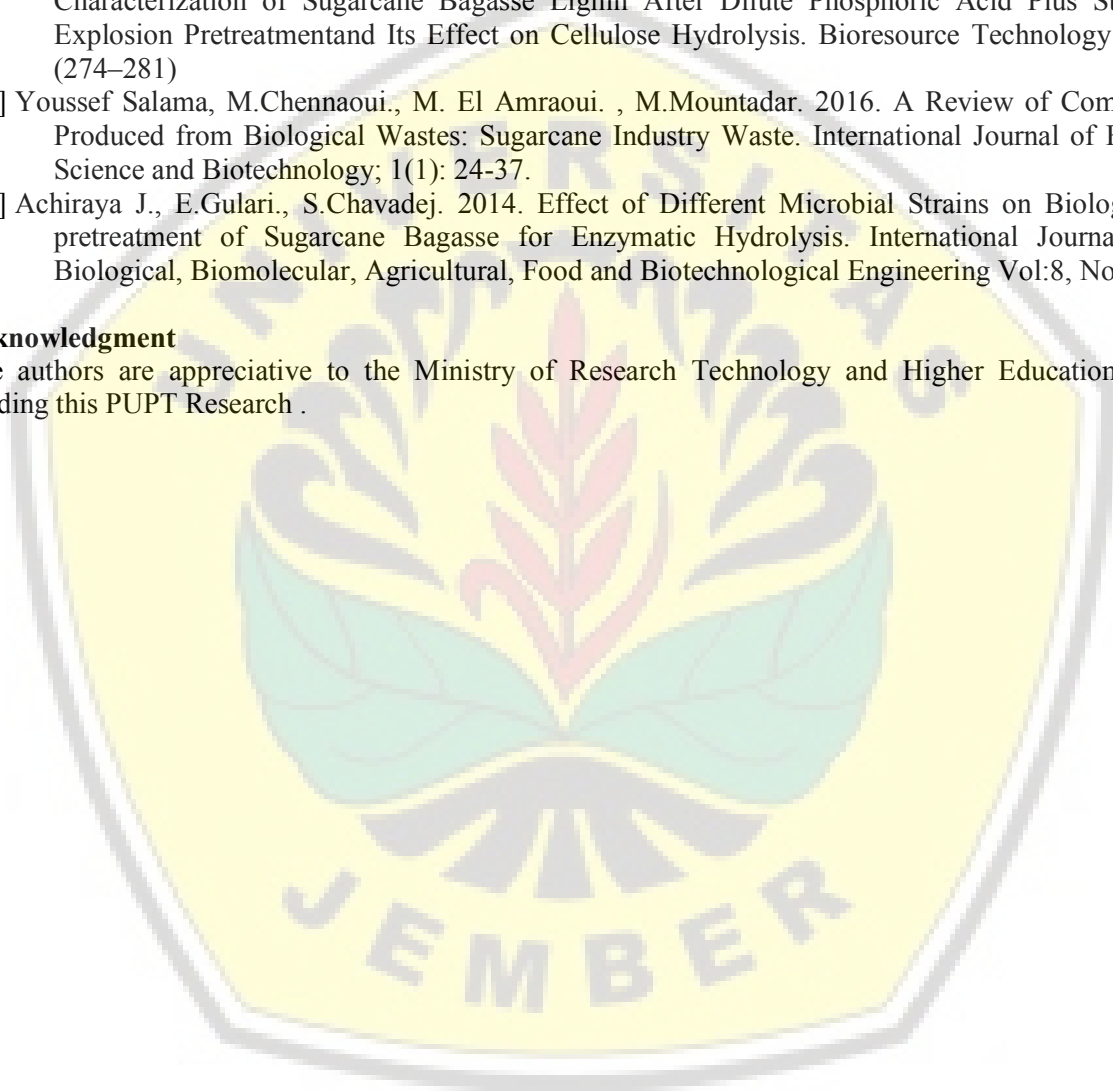 Characterization of Sugarcane Bagasse Lignin After Dilute Phosphoric Acid Plus
Explosion Pretreatmentand Its Effect on Cellulose Hydrolysis. Bioresource Technology
(274–281)
] Youssef Salama, M.Chennaoui., M. El Amraoui. , M.Mountadar. 2016. A Review of
Produced from Biological Wastes: Sugarcane Industry Waste. International Journal of
Science and Biotechnology; 1(1): 24-37.
] Achiraya J., E.Gulari., S.Chavadej. 2014. Effect of Different Microbial Strains on
pretreatment of Sugarcane Bagasse for Enzymatic Hydrolysis. International
Biological, Biomolecular, Agricultural, Food and Biotechnological Engineering Vol:8, No
knowledgment
authors are appreciative to the Ministry of Research Technology and Higher Education
ding this PUPT Research .
UNIVERSITAS
JEMBER